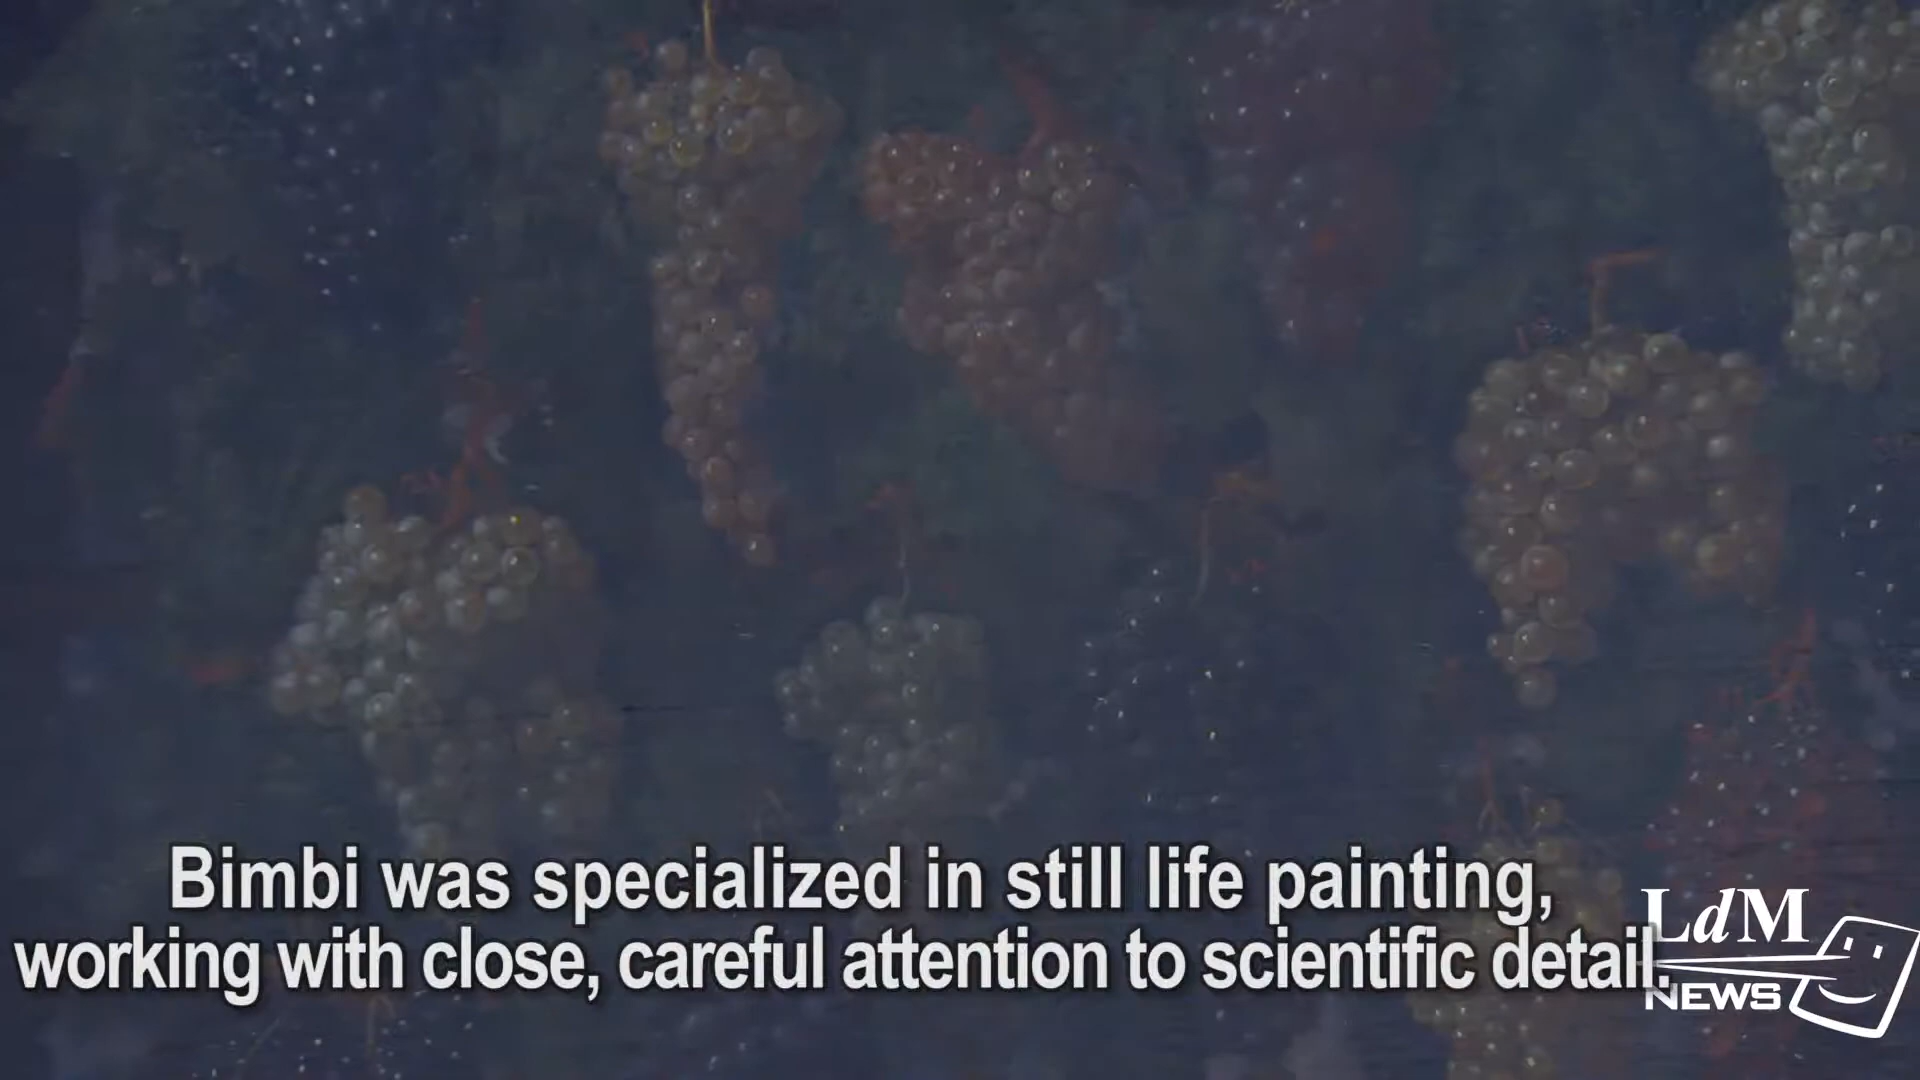 Bimbi was specialized in still life painting,
working with close, careful attention to scientific detail.
LdM
NEWS